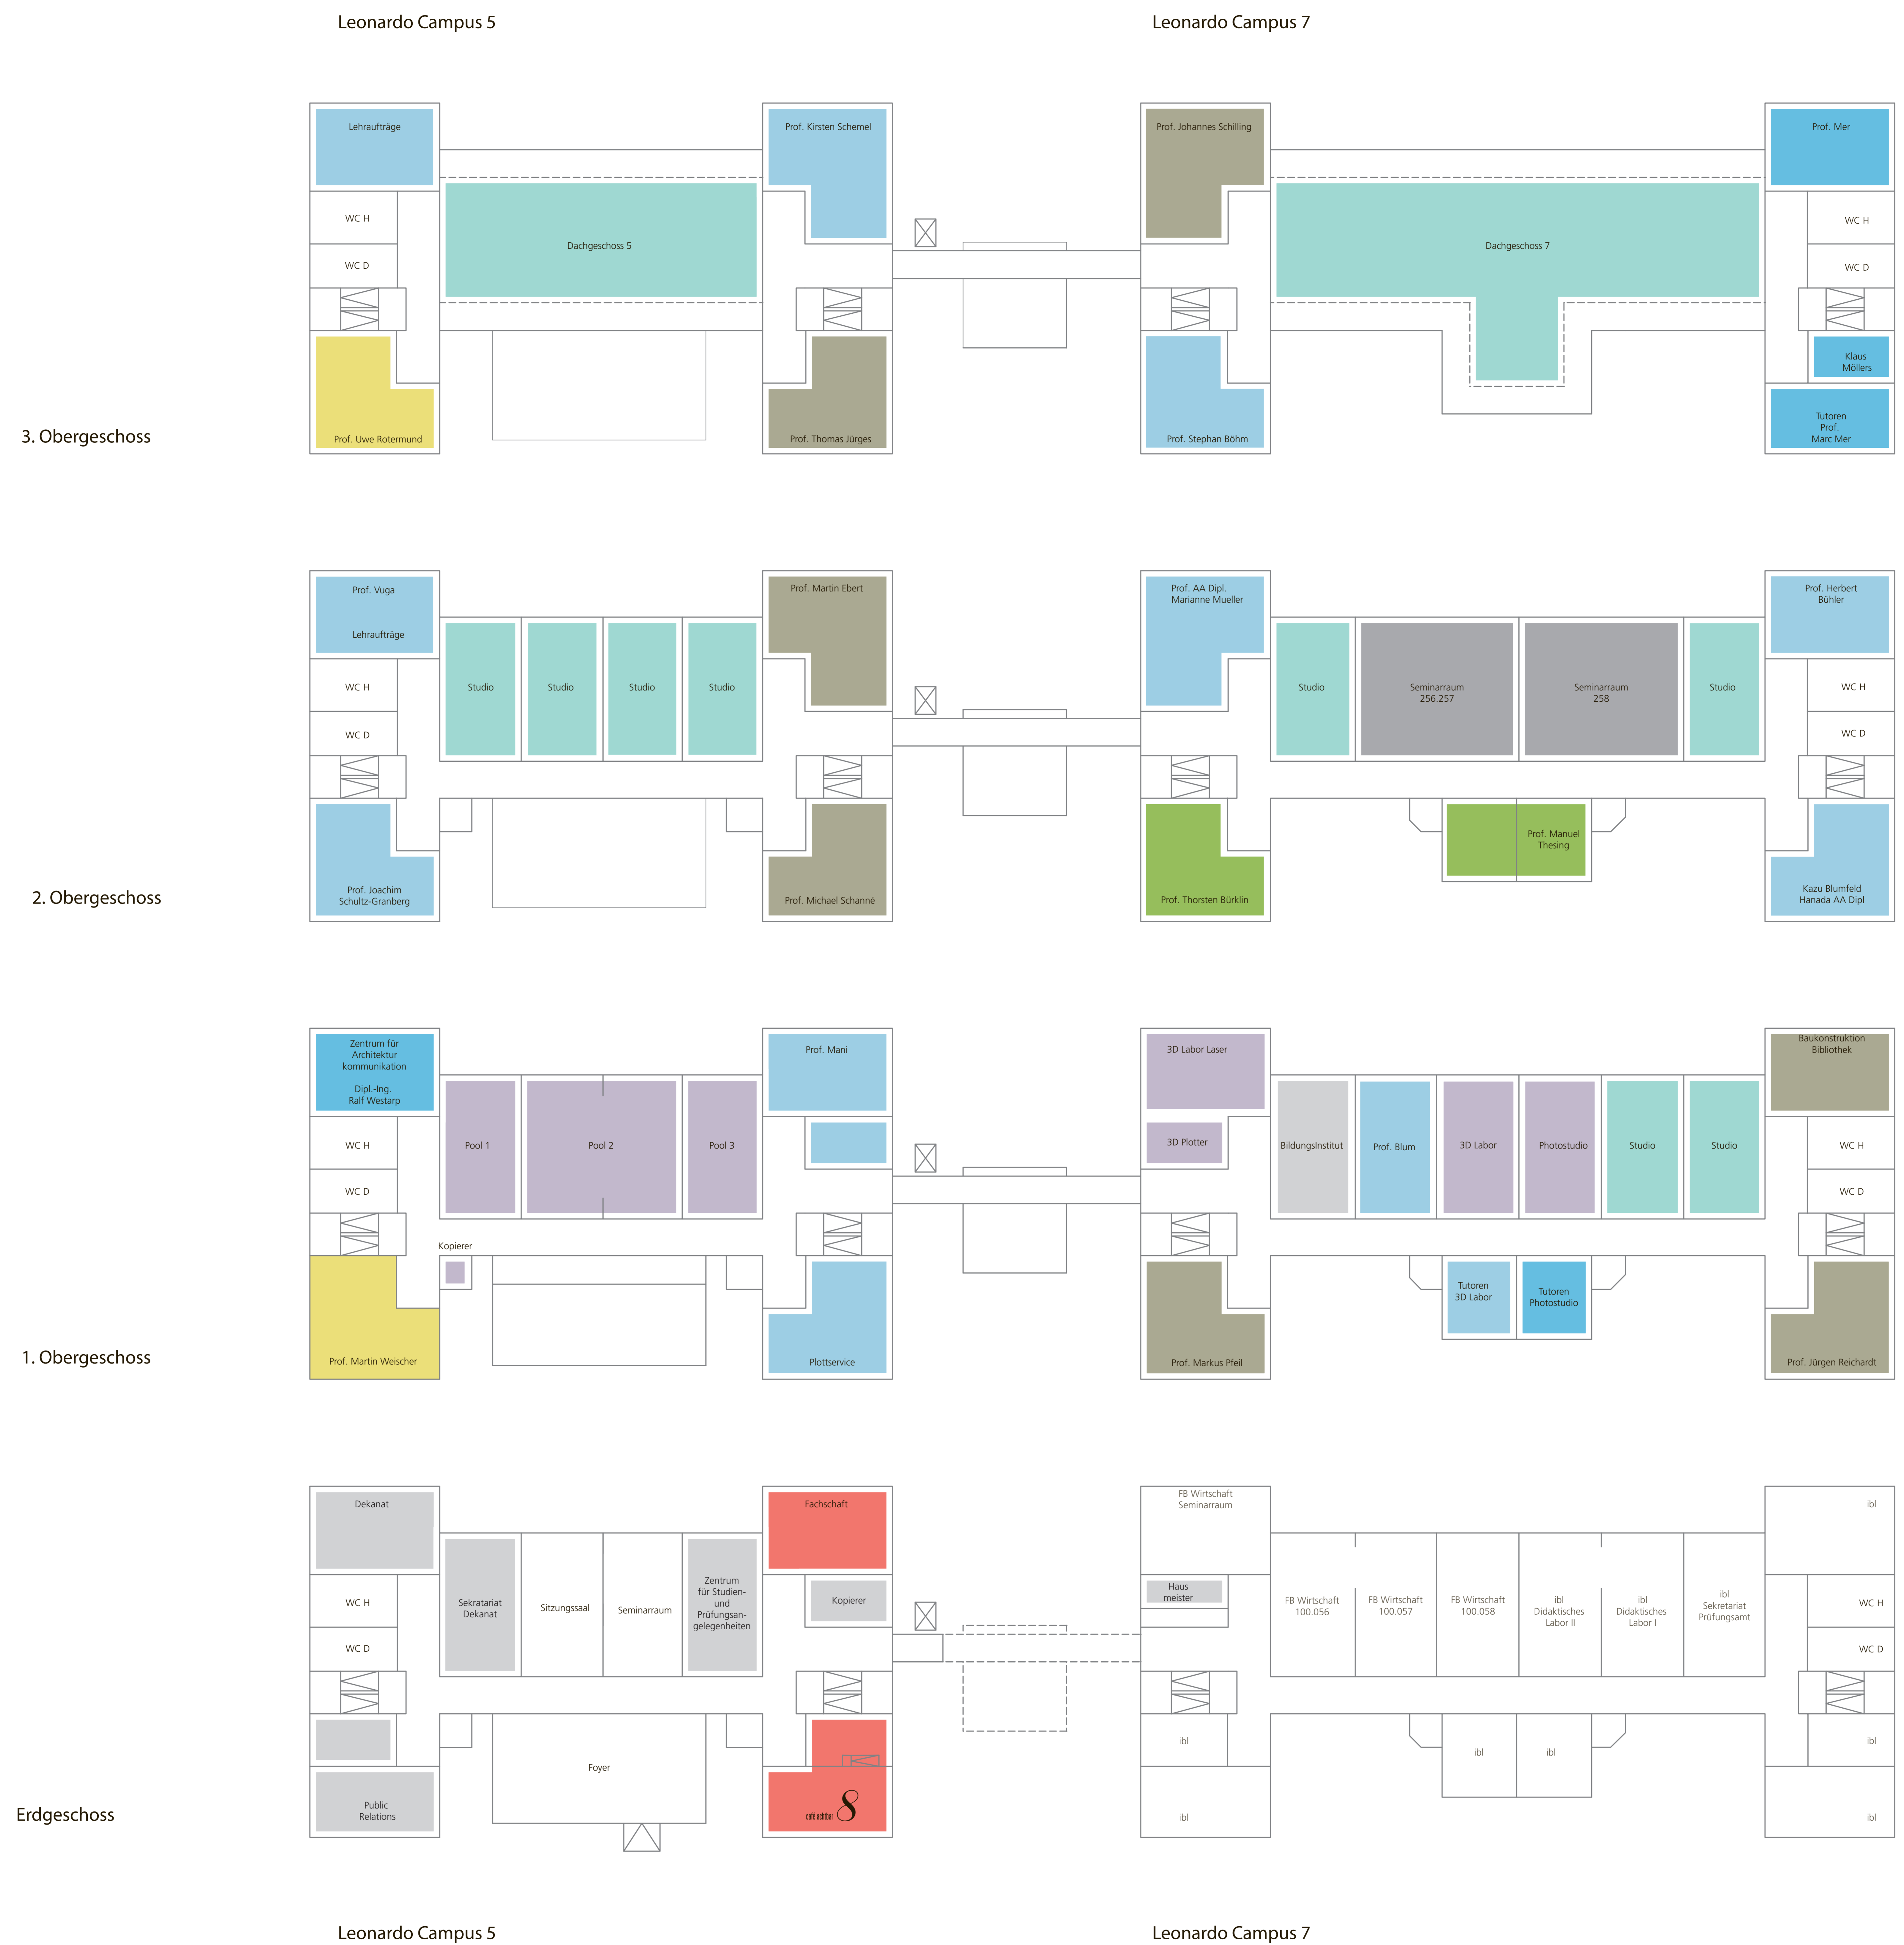 Leonardo Campus 5
Leonardo Campus 7
3. Obergeschoss
Lehraufträge
WC H
WC D
Prof. Uwe Rotermund
Dachgeschoss 5
Prof. Kirsten Schemel
Prof. Thomas Jürges
Prof. Johannes Schilling
Prof. Stephan Böhm
Dachgeschoss 7
Prof. Mer
WC H
WC D
Klaus
Möllers
Tutoren
Prof.
Marc Mer
2. Obergeschoss
Prof. Vuga
Lehraufträge
WC H
WC D
Prof. Joachim
Schultz-Granberg
Studio
Studio
Studio
Studio
Prof. Martin Ebert
Prof. Michael Schanné
Prof. AA Dipl.
Marianne Mueller
Prof. Thorsten Bürklin
Studio
Seminarraum
256.257
Seminarraum
258
Studio
Prof. Manuel
Thesing
Prof. Herbert
Bühler
WC H
WC D
Kazu Blumfeld
Hanada AA Dipl
1. Obergeschoss
Zentrum für
Architektur
kommunikation
Dipl.-Ing.
Ralf Westarp
WC H
WC D
Prof. Martin Weischer
Pool 1
Pool 2
Pool 3
Kopierer
Prof. Mani
Plottservice
3D Labor Laser
3D Plotter
Prof. Markus Pfeil
BildungsInstitut
Prof. Blum
3D Labor
Photostudio
Studio
Studio
Tutoren
3D Labor
Tutoren
Photostudio
Baukonstruktion
Bibliothek
WC H
WC D
Prof. Jürgen Reichardt
Erdgeschoss
Dekanat
WC H
WC D
Public
Relations
Sekratariat
Dekanat
Sitzungssaal
Seminarraum
Zentrum
für Studien-
und
Prüfungsan-
gelegenheiten
Foyer
Fachschaft
Kopierer
café achtbar 8
FB Wirtschaft
Seminarraum
Haus
meister
ibl
ibl
FB Wirtschaft
100.056
FB Wirtschaft
100.057
FB Wirtschaft
100.058
ibl
Didaktisches
Labor II
ibl
Didaktisches
Labor I
ibl
Sekretariat
Prüfungsamt
ibl
ibl
ibl
WC H
WC D
ibl
ibl
Leonardo Campus 5
Leonardo Campus 7